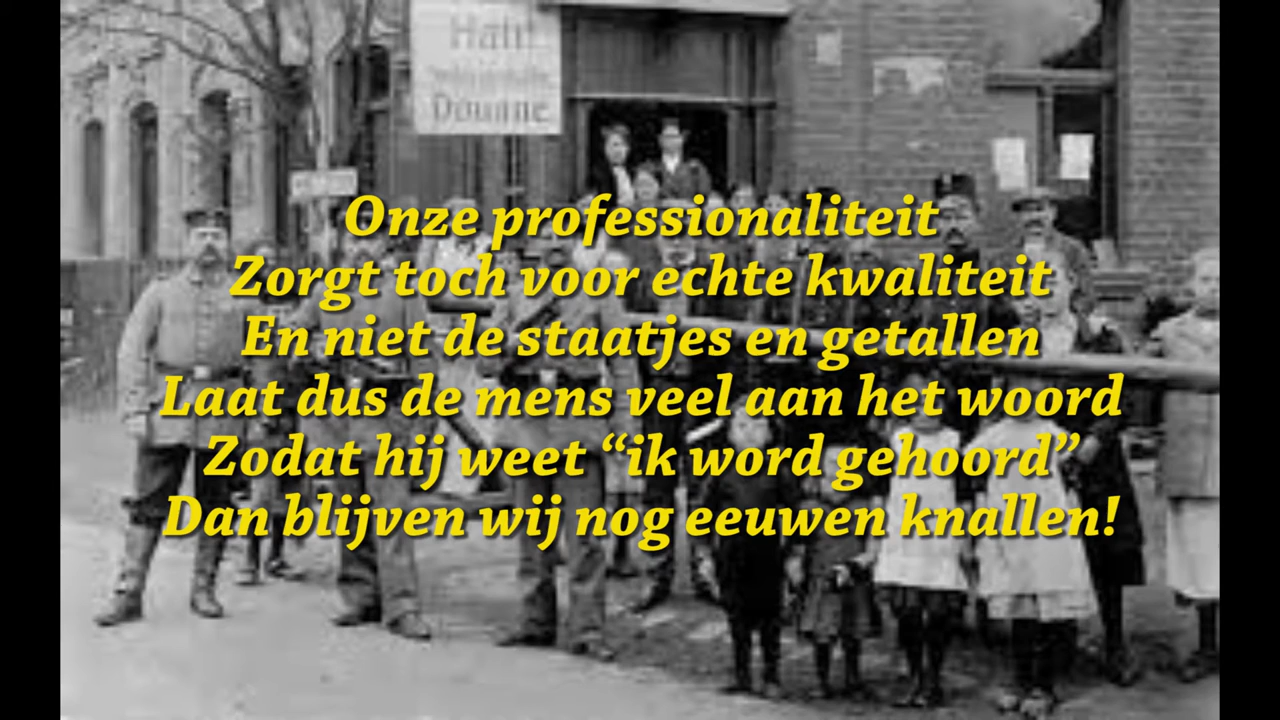 Halt!
Douane
Onze professionaliteit
Zorgt toch voor echte kwaliteit
En niet de staatjes en getallen
Laat dus de mens veel aan het woord
Zodat hij weet “ik word gehoord”
Dan blijven wij nog eeuwen knallen!